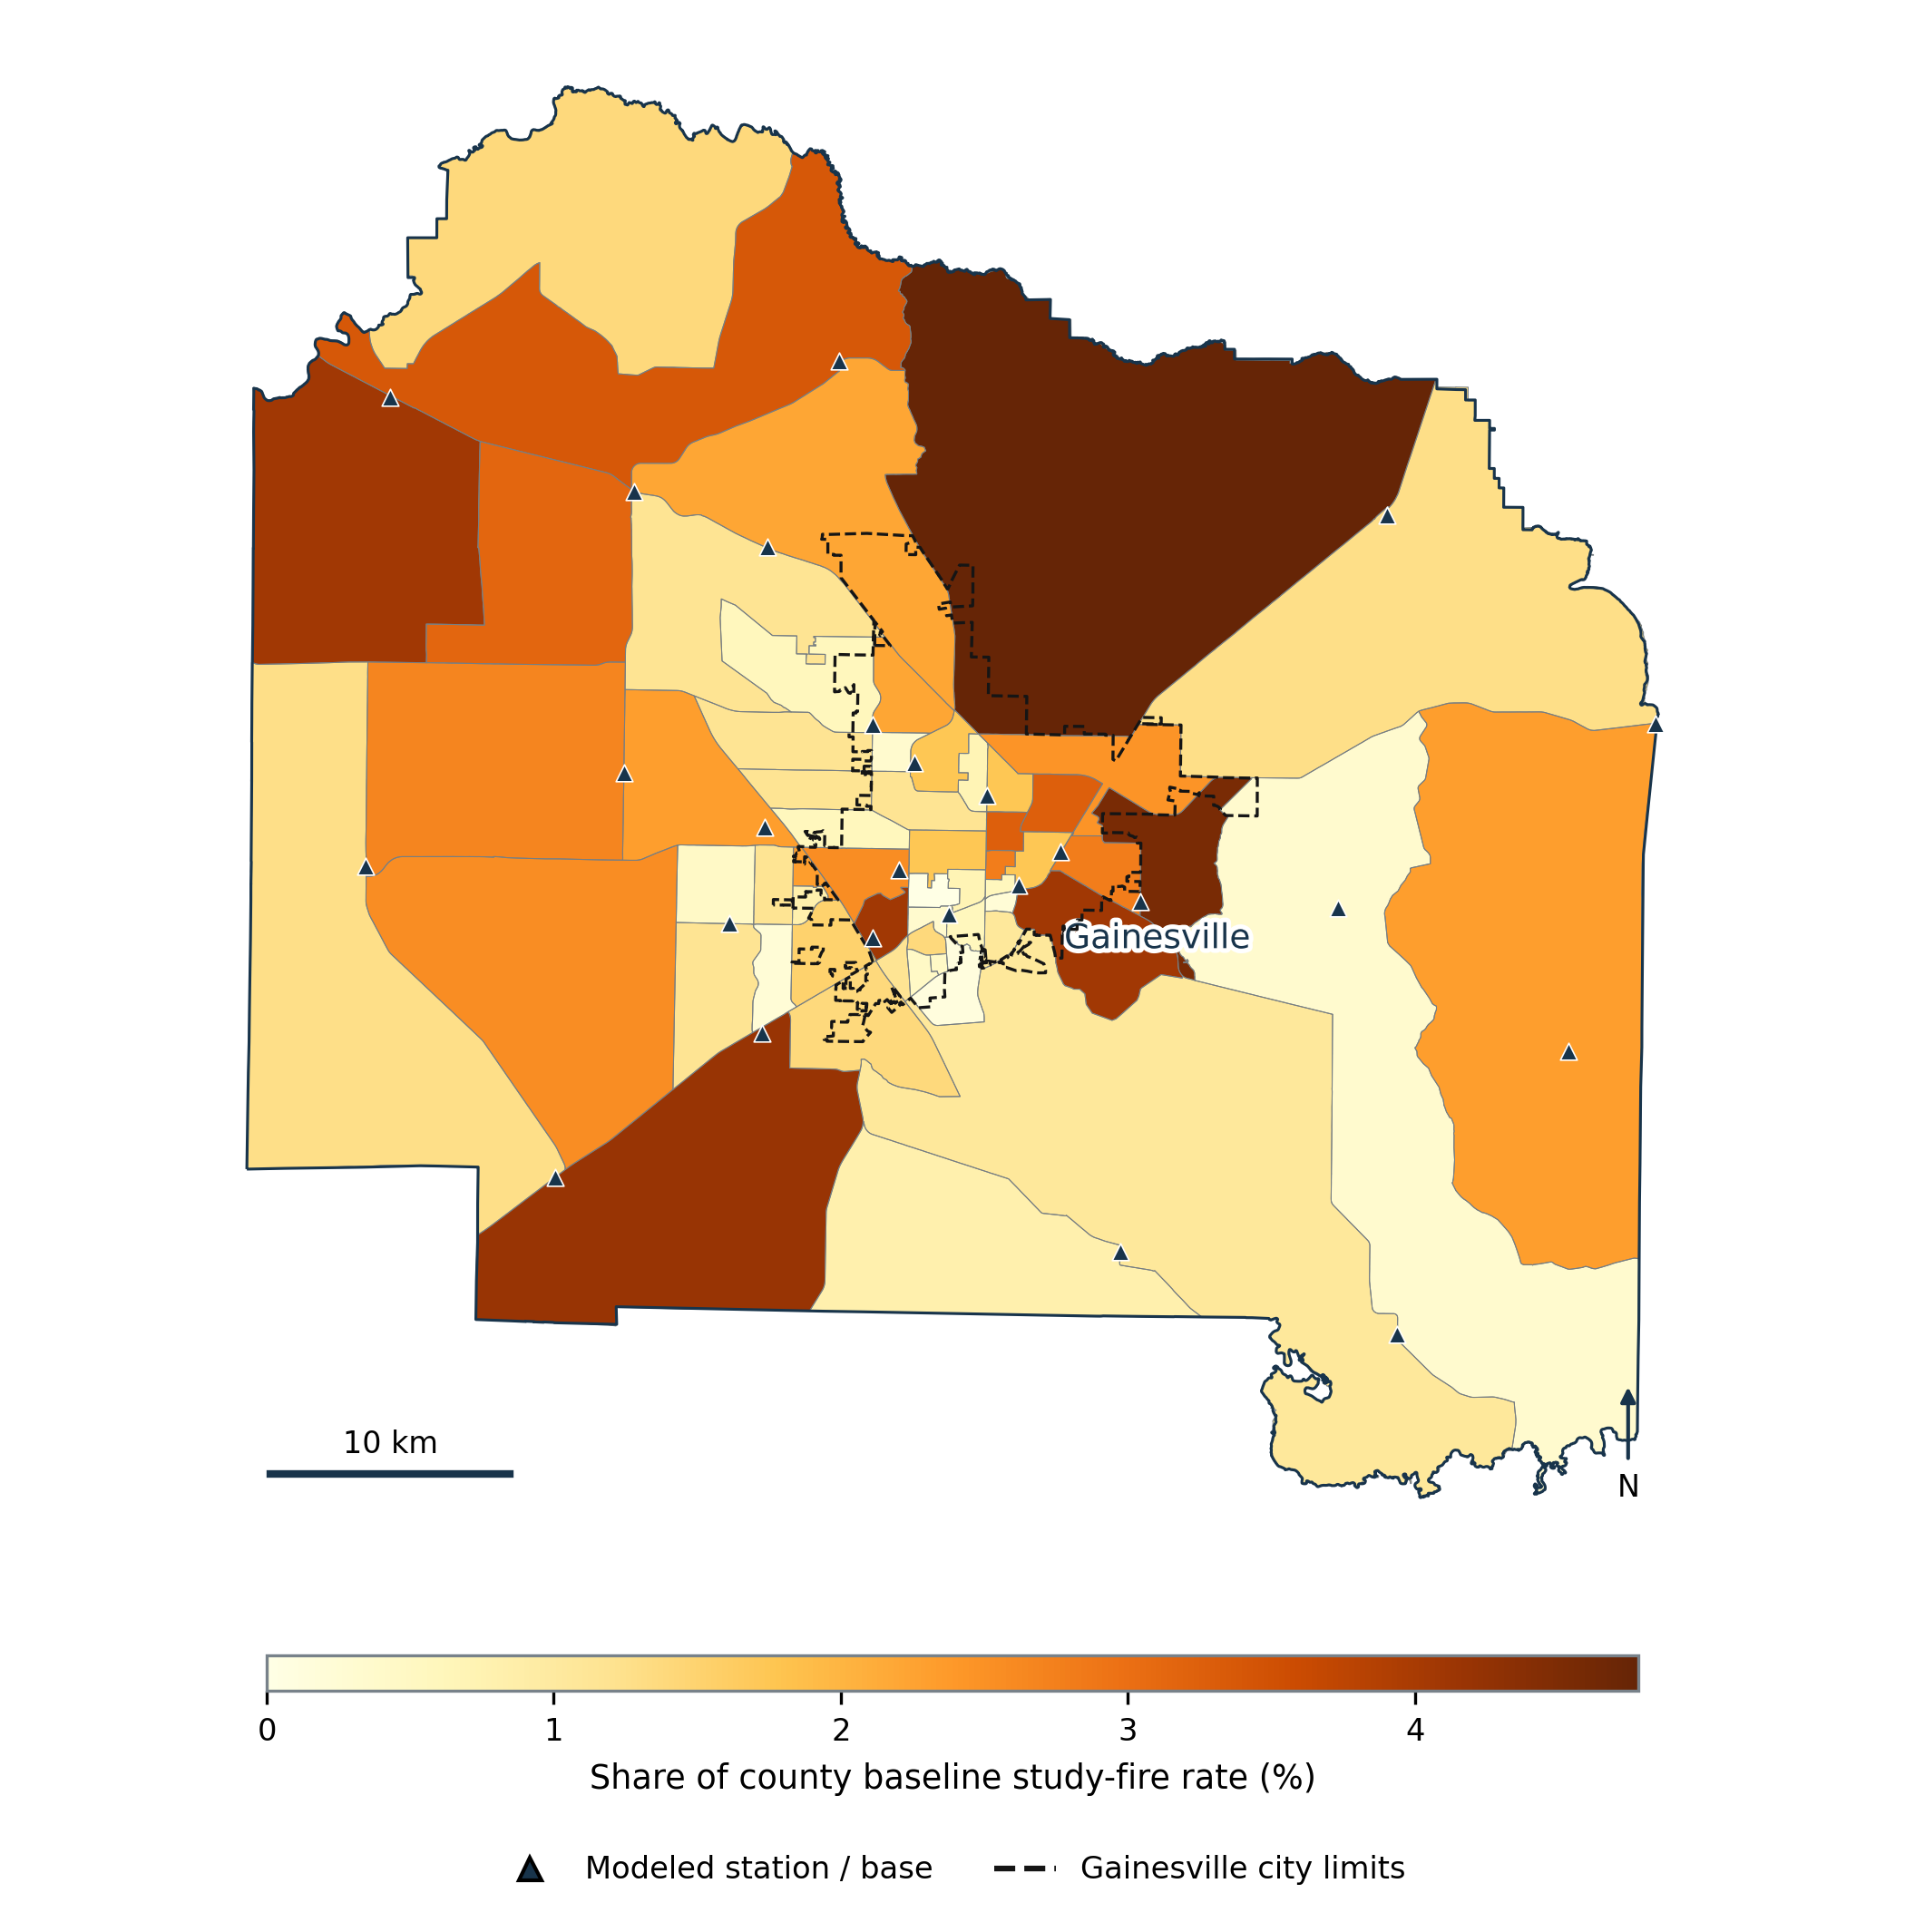 Gainesville
10 km
N
0 1 2 3 4
Share of county baseline study-fire rate (%)
Modeled station / base Gainesville city limits